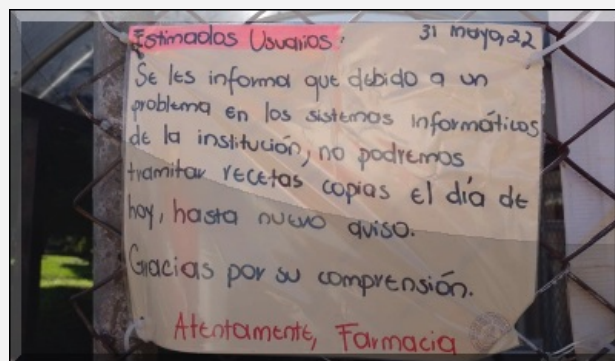 Estimados Usuarios: 31 mayo, 22
Se les informa que debido a un
problema en los sistemas informáticos
de la institución, no podremos
tramitar recetas copias el día de
hoy, hasta nuevo aviso.
Gracias por su comprensión.
Atentamente, Farmacia